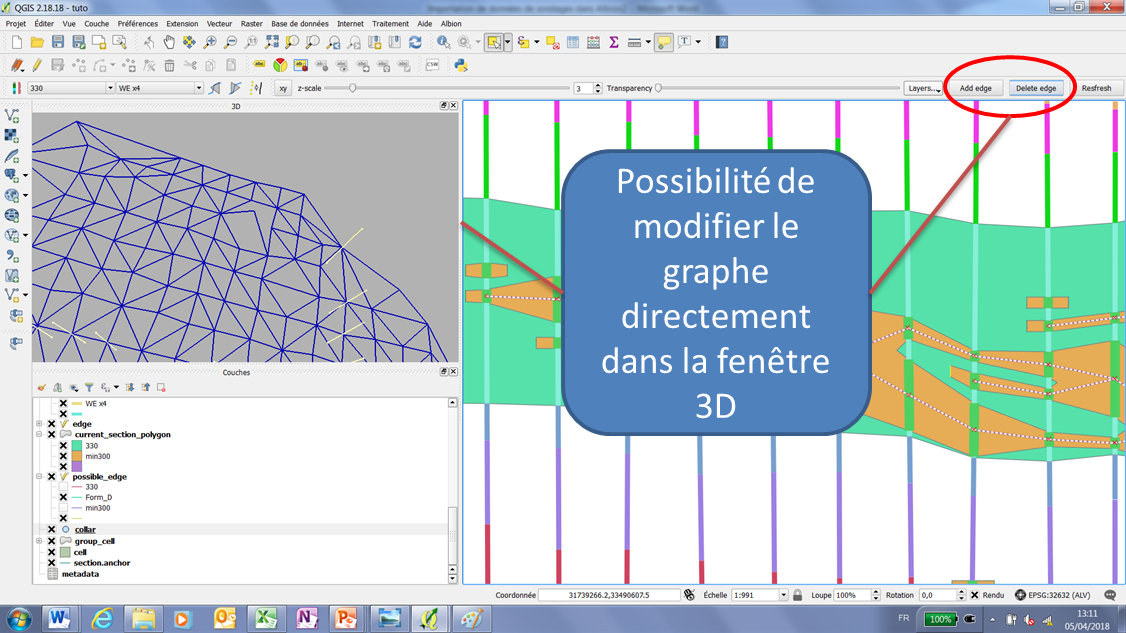 QGIS 2.18.18 - tuto
Projet Éditer Vue Couche Préférences Extension Vecteur Raster Base de données Internet Traitement Aide Albion
CSW
330 WE x4 xy z-scale 3 Transparency Layers... Add edge Delete edge Resfresh
3D
Possibilité de
modifier le
graphe
directement
dans la fenêtre
3D
Couches
WE x4
edge
current_section_polygon
330
min300
possible_edge
330
Form_D
min300
collar
group_cell
cell
section.anchor
metadata
Coordonnée 31739266.2,33490607.5 Échelle 1:991 Loupe 100% Rotation 0,0 Rendu EPSG:32632 (ALV)
FR 100% 13:11
05/04/2018